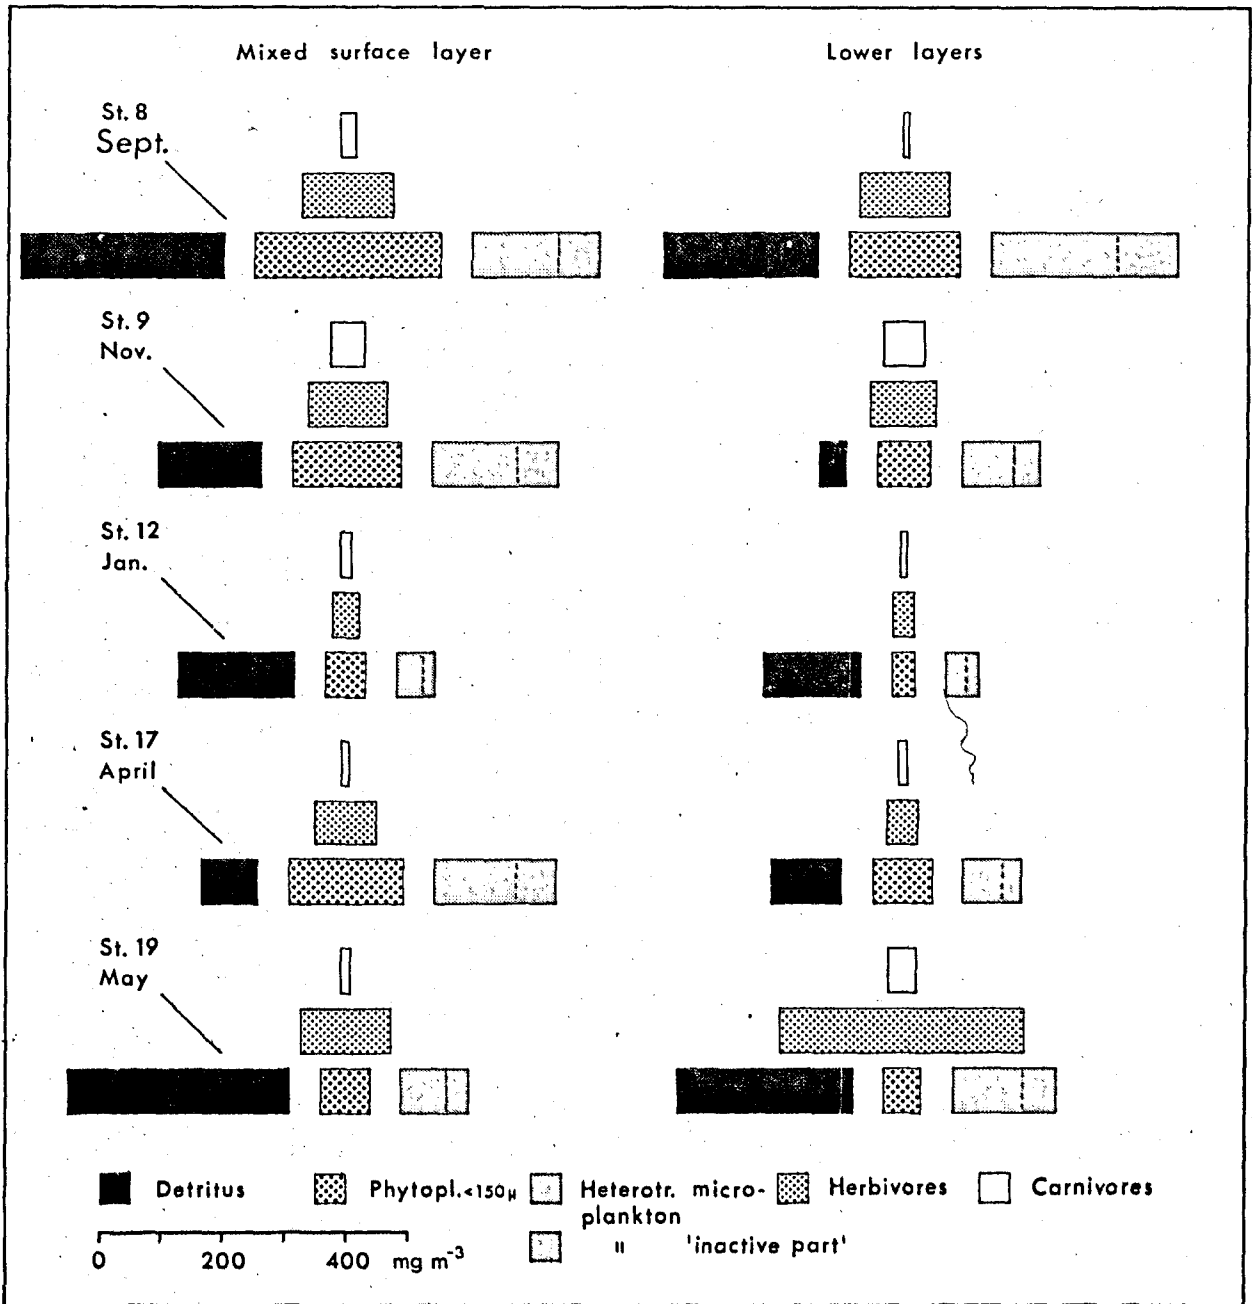 Mixed surface layer
Lower layers
St. 8
Sept.
St. 9
Nov.
St. 12
Jan.
St. 17
April
St. 19
May
Detritus
Phytopl.<150μ
Heterotr. micro-
plankton
Herbivores
Carnivores
" 'inactive part'
0 200 400 mg m⁻³